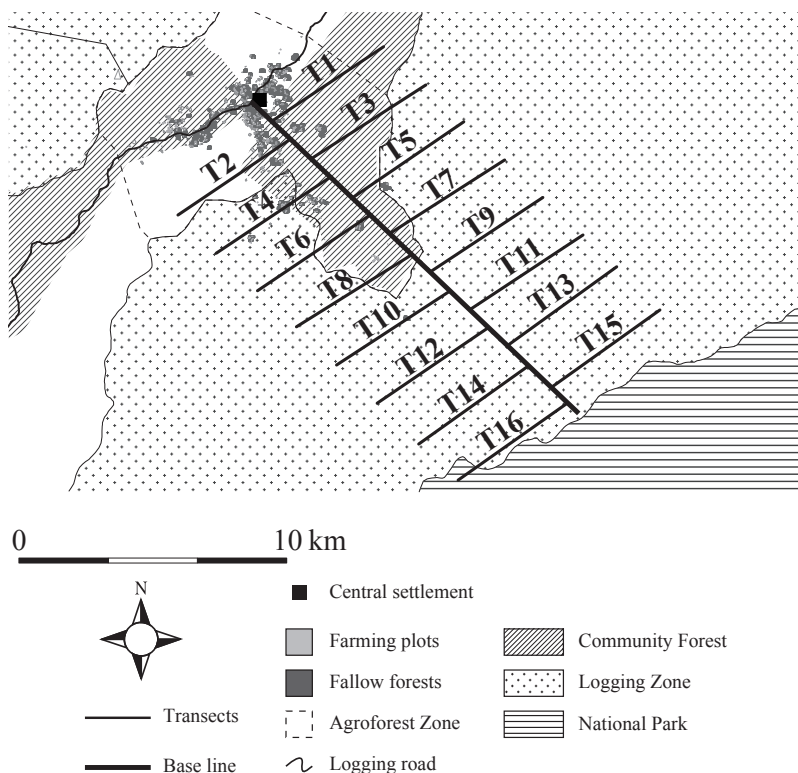 T1
T3
T5
T2
T7
T4
T9
T6
T11
T8
T13
T10
T15
T12
T14
T16
0 10 km
N
Central settlement
Farming plots
Community Forest
Fallow forests
Logging Zone
Transects
Agroforest Zone
National Park
Base line
Logging road